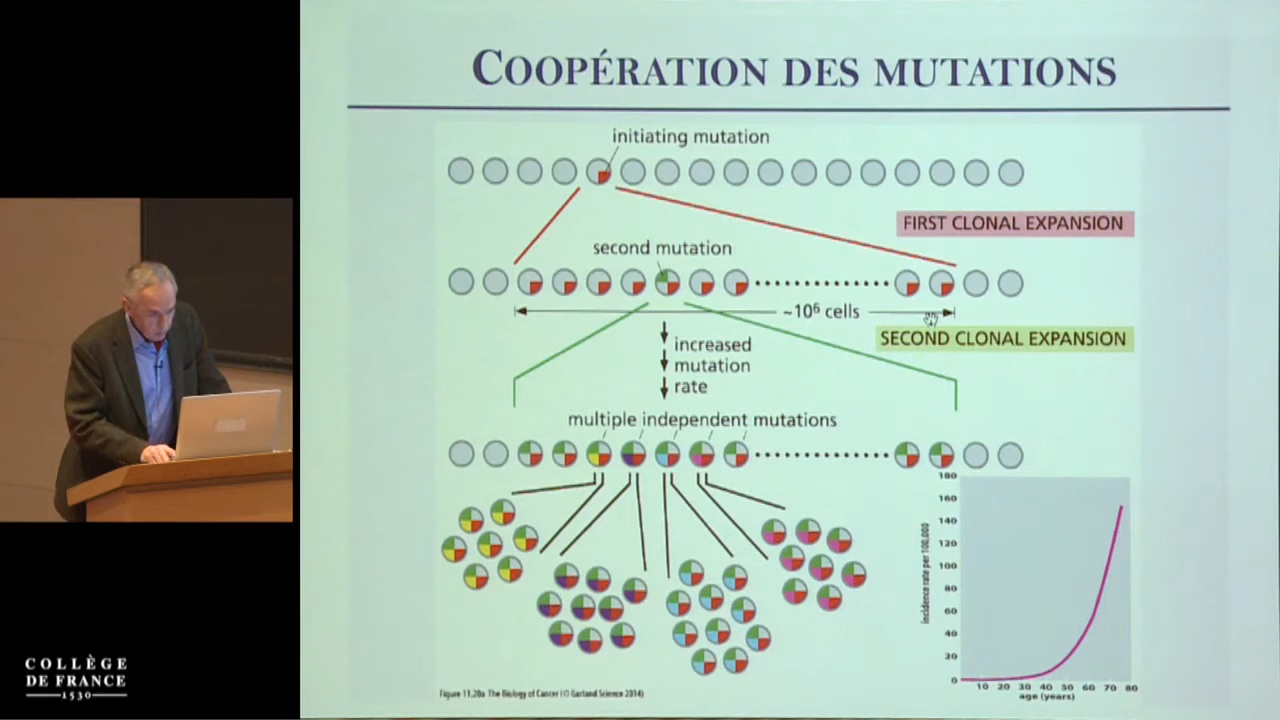 COOPÉRATION DES MUTATIONS
initiating mutation
FIRST CLONAL EXPANSION
second mutation
~10⁶ cells
SECOND CLONAL EXPANSION
increased
mutation
rate
multiple independent mutations
180
160
140
120
100
80
60
40
20
0
incidence rate per 100,000
10 20 30 40 50 60 70 80
age (years)
Figure 11.20a The Biology of Cancer (© Garland Science 2014)
COLLÈGE
DE FRANCE
1530